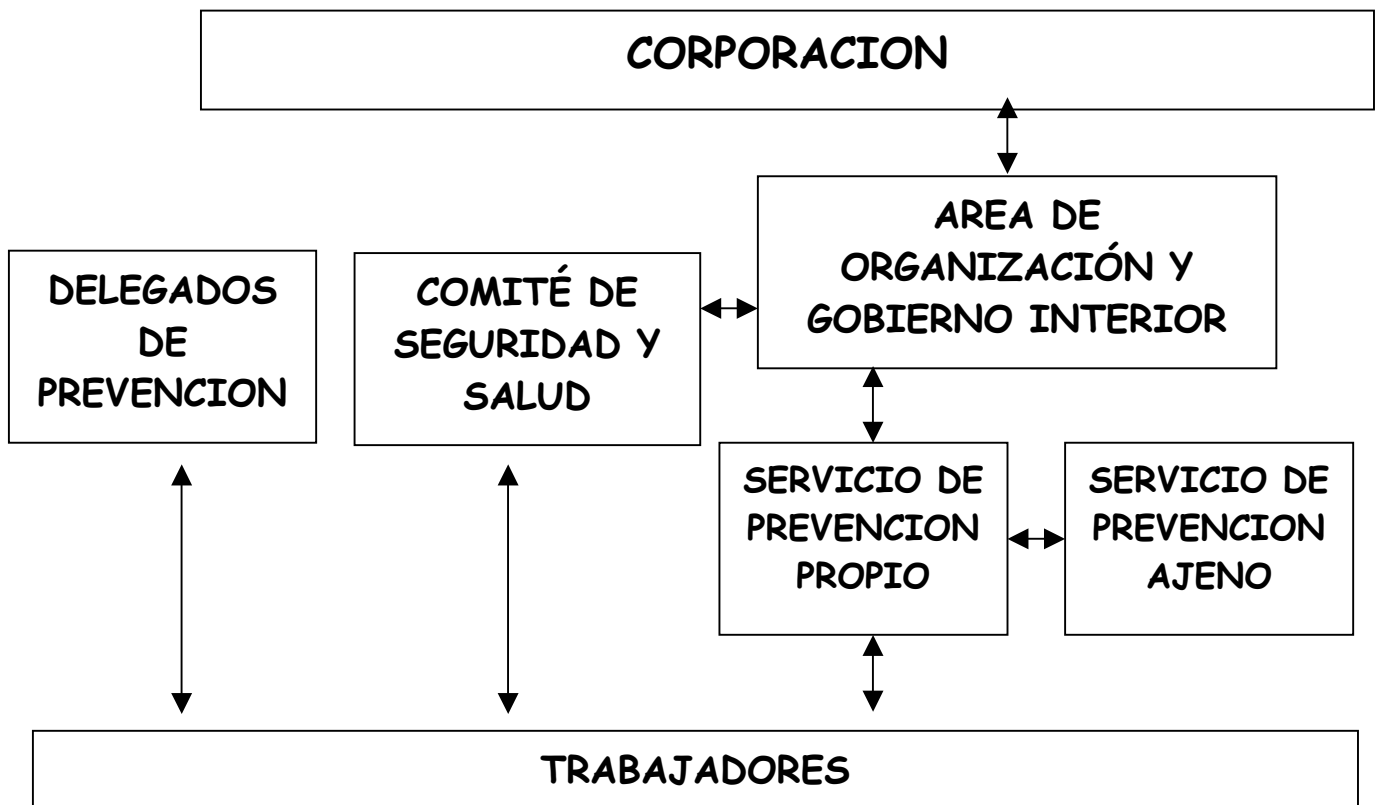 CORPORACION
AREA DE
ORGANIZACIÓN Y
GOBIERNO INTERIOR
DELEGADOS
DE
PREVENCION
COMITÉ DE
SEGURIDAD Y
SALUD
SERVICIO DE
PREVENCION
PROPIO
SERVICIO DE
PREVENCION
AJENO
TRABAJADORES